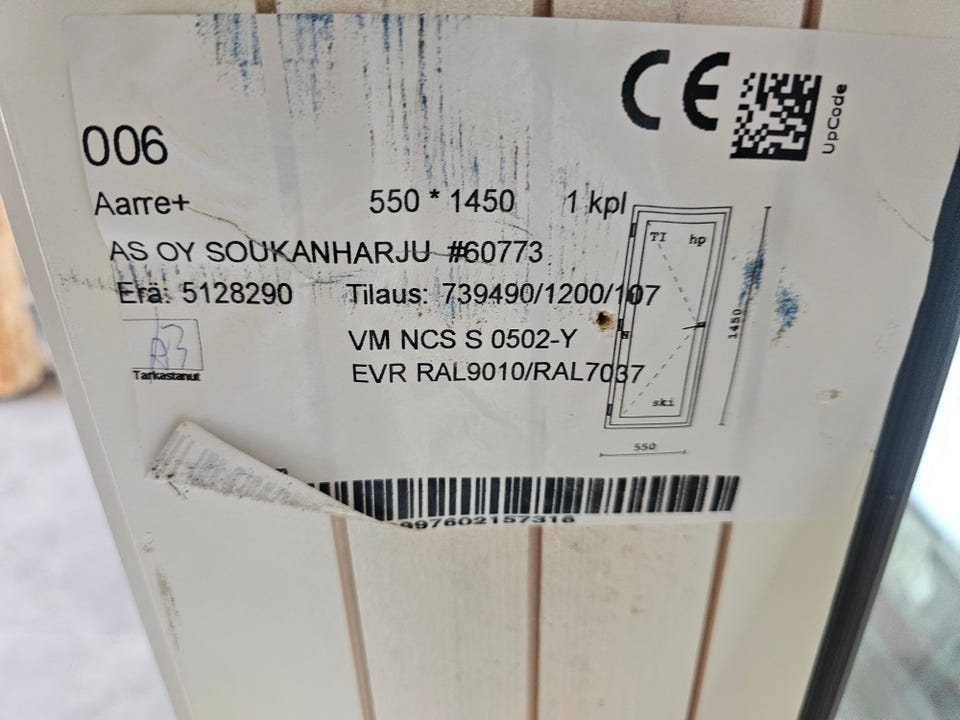 CE
UpCode
006
Aarre+ 550 * 1450 1 kpl
AS OY SOUKANHARJU #60773
Erä: 5128290 Tilaus: 739490/1200/107
VM NCS S 0502-Y
EVR RAL9010/RAL7037
Tarkastanut
TI hp
ski
1450
550
997602157316